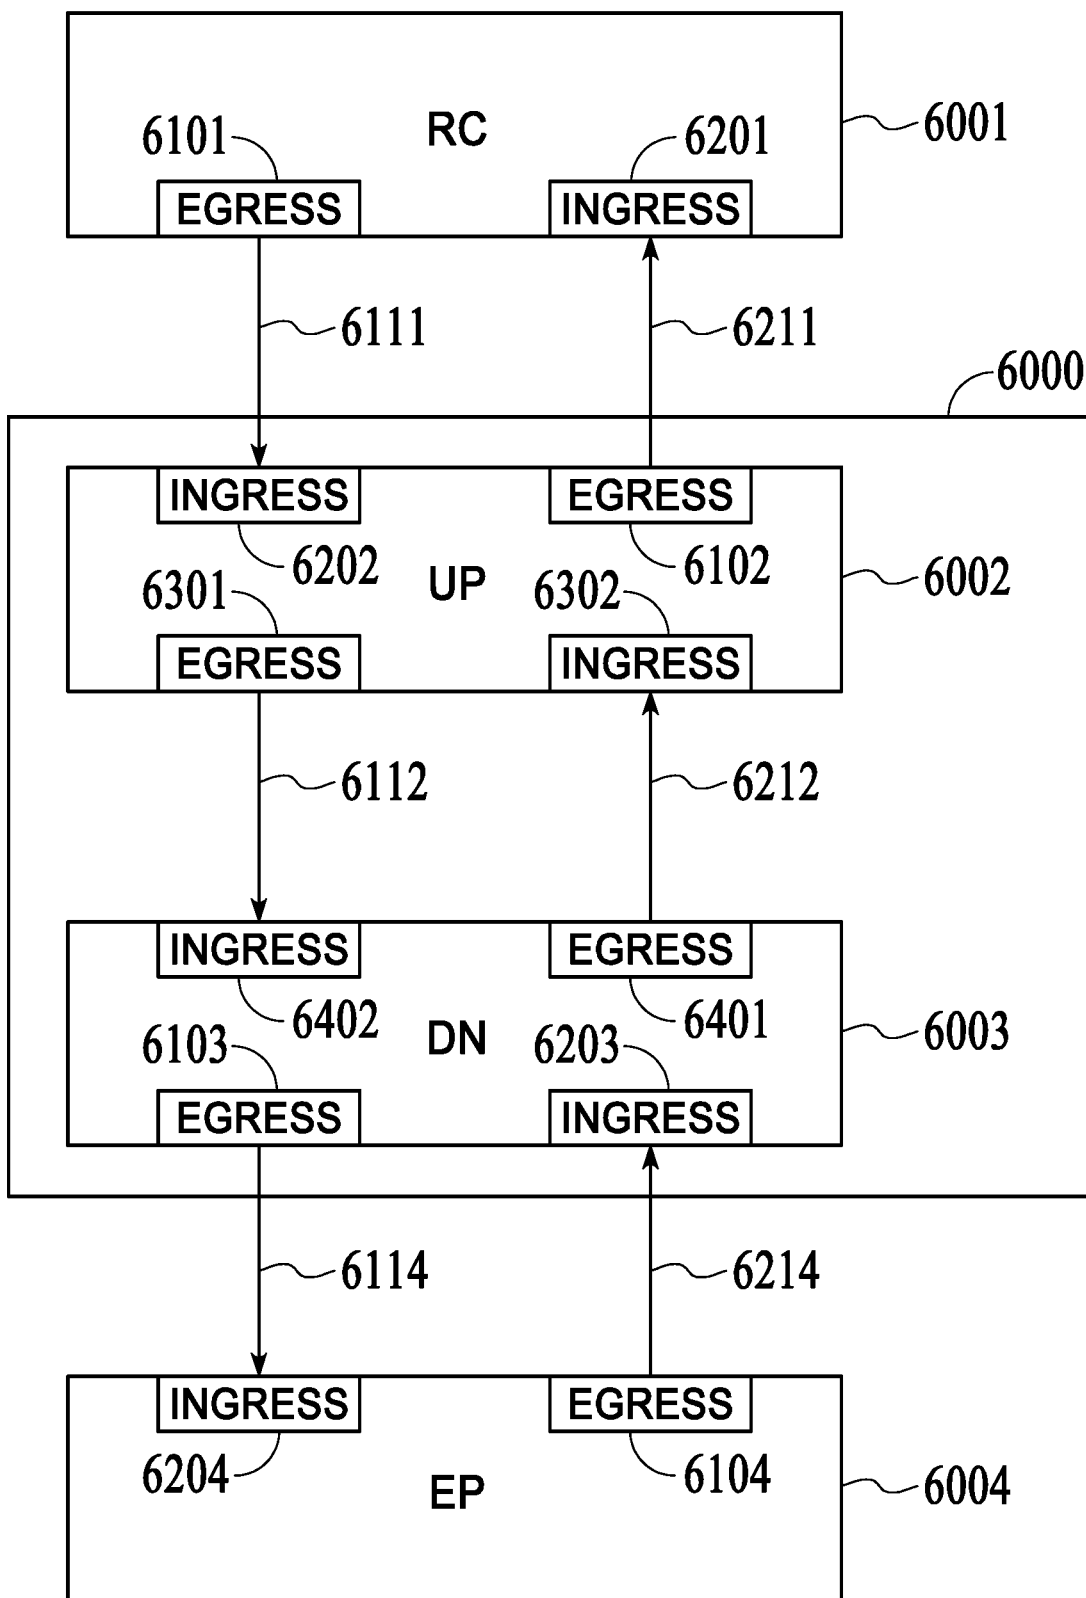 6101
RC
6201
6001
EGRESS
INGRESS
6111
6211
6000
INGRESS
EGRESS
6202
UP
6102
6002
6301
6302
EGRESS
INGRESS
6112
6212
INGRESS
EGRESS
6402
DN
6401
6003
6103
6203
EGRESS
INGRESS
6114
6214
INGRESS
EGRESS
6204
EP
6104
6004